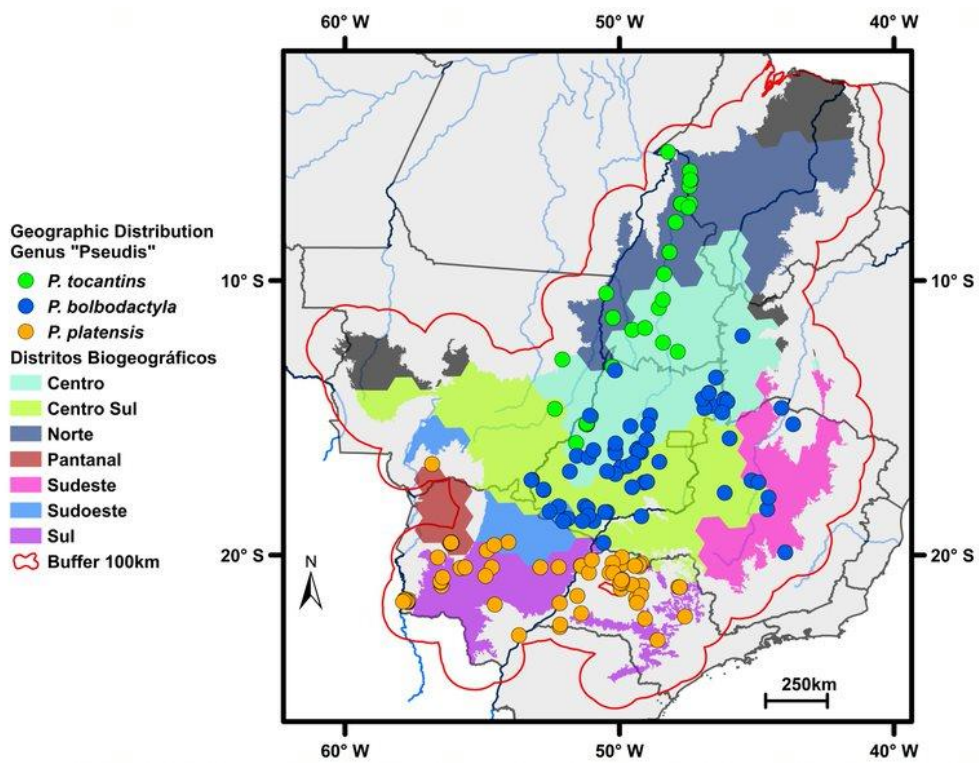 60° W 50° W 40° W
Geographic Distribution
Genus "Pseudis"
P. tocantins
P. bolbodactyla
P. platensis
Distritos Biogeográficos
Centro
Centro Sul
Norte
Pantanal
Sudeste
Sudoeste
Sul
Buffer 100km
10° S 10° S
20° S 20° S
N
250km
60° W 50° W 40° W